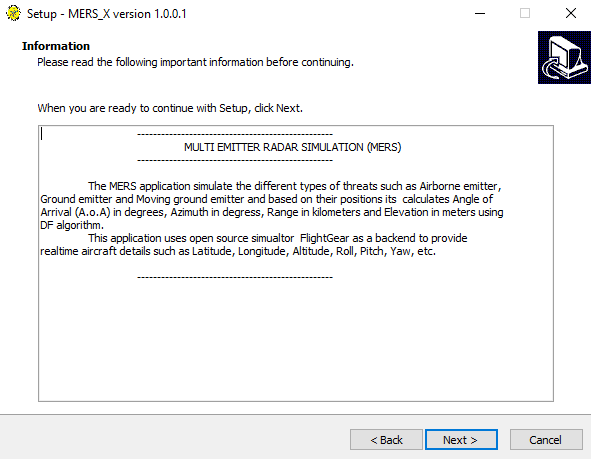 Setup - MERS_X version 1.0.0.1
Information
Please read the following important information before continuing.
When you are ready to continue with Setup, click Next.
-------------------------------------------------
MULTI EMITTER RADAR SIMULATION (MERS)
-------------------------------------------------
The MERS application simulate the different types of threats such as Airborne emitter,
Ground emitter and Moving ground emitter and based on their positions its  calculates Angle of
Arrival (A.o.A) in degrees, Azimuth in degress, Range in kilometers and Elevation in meters using
DF algorithm.
This application uses open source simualtor  FlightGear as a backend to provide
realtime aircraft details such as Latitude, Longitude, Altitude, Roll, Pitch, Yaw, etc.
-------------------------------------------------
< Back Next > Cancel